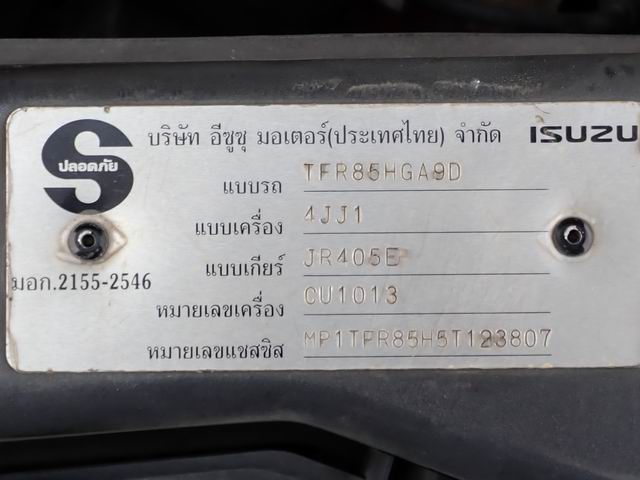 บริษัท อีซูซุ มอเตอร์(ประเทศไทย) จำกัด ISUZU
S
ปลอดภัย
แบบรถ TFR85HGA9D
แบบเครื่อง 4JJ1
แบบเกียร์ JR405E
มอก.2155-2546
หมายเลขเครื่อง CU1013
หมายเลขแชสซิส MP1TFR85H5T123807